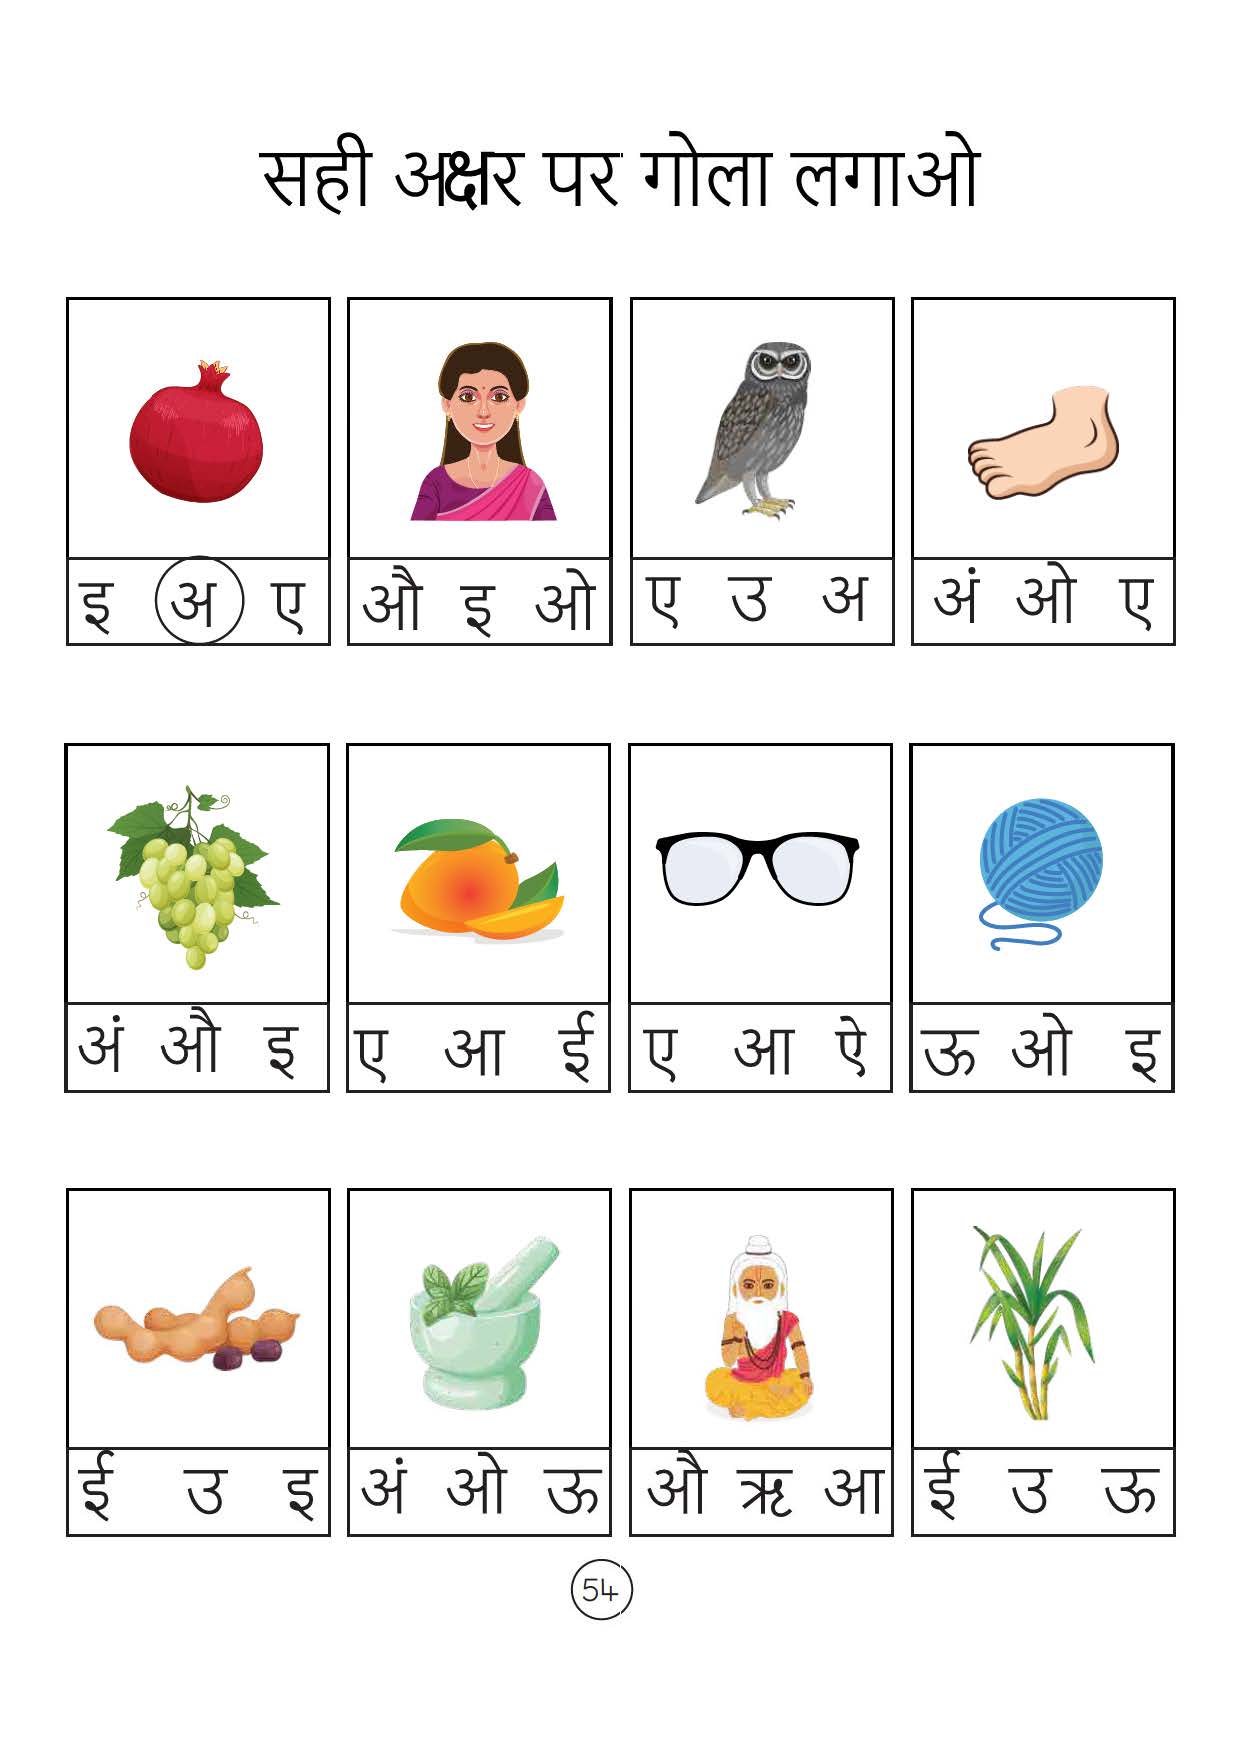 सही अक्षर पर गोला लगाओ
इ अ ए औ इ ओ ए उ अ अं ओ ए
अं औ इ ए आ ई ए आ ऐ ऊ ओ इ
ई उ इ अं ओ ऊ औ ऋ आ ई उ ऊ
54